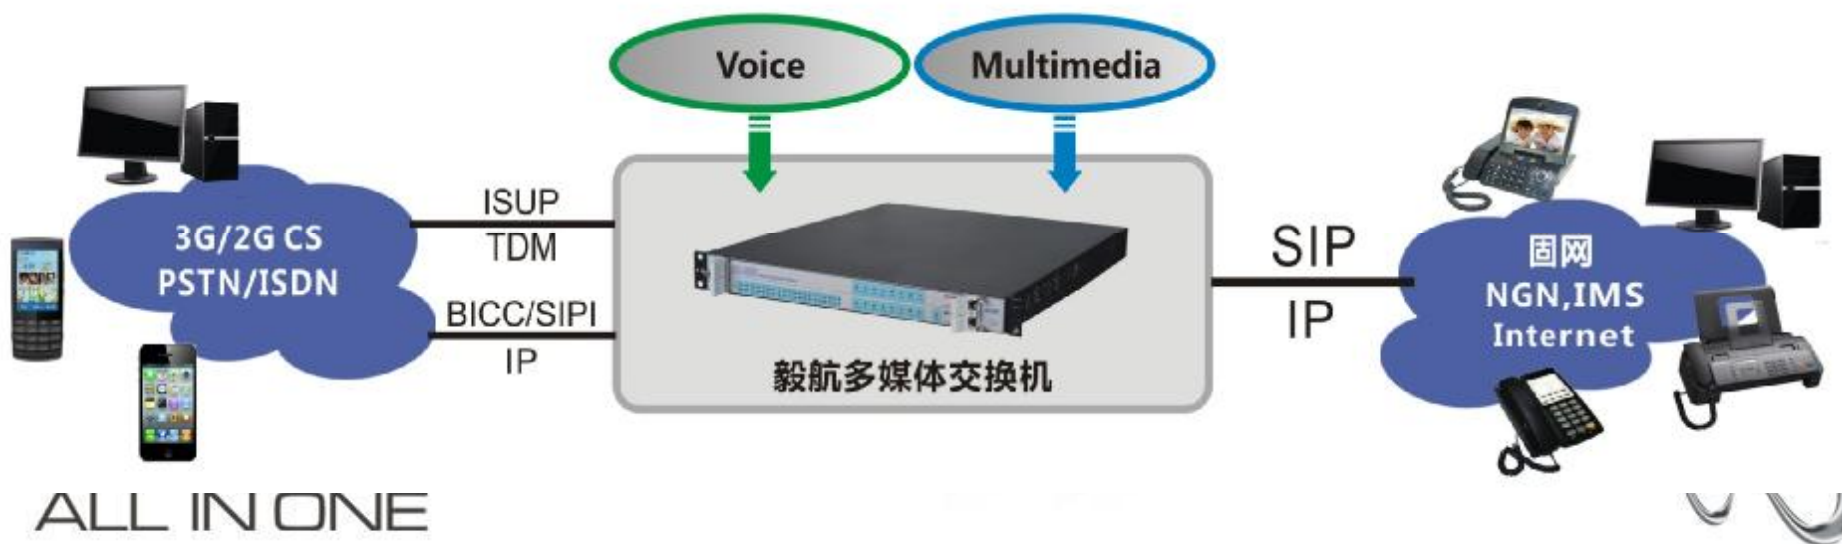 Voice
Multimedia
3G/2G CS
PSTN/ISDN
ISUP
TDM
BICC/SIPI
IP
毅航多媒体交换机
SIP
IP
固网
NGN,IMS
Internet
ALL IN ONE